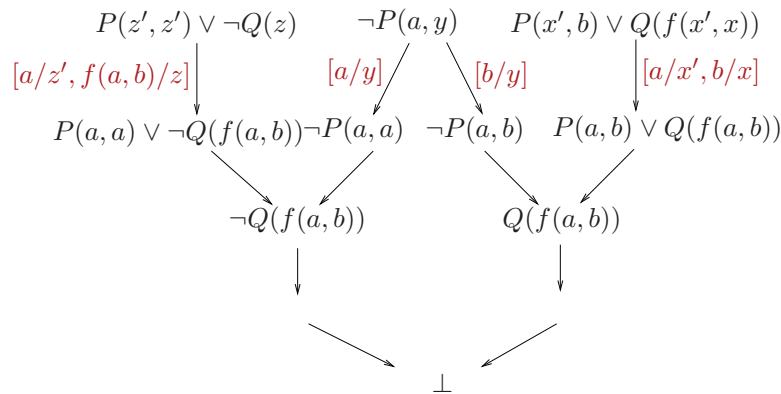 P(z′, z′) ∨ ¬Q(z) ¬P(a, y) P(x′, b) ∨ Q(f(x′, x))
[a/z′, f(a, b)/z] [a/y] [b/y] [a/x′, b/x]
P(a, a) ∨ ¬Q(f(a, b)) ¬P(a, a) ¬P(a, b) P(a, b) ∨ Q(f(a, b))
¬Q(f(a, b)) Q(f(a, b))
⊥